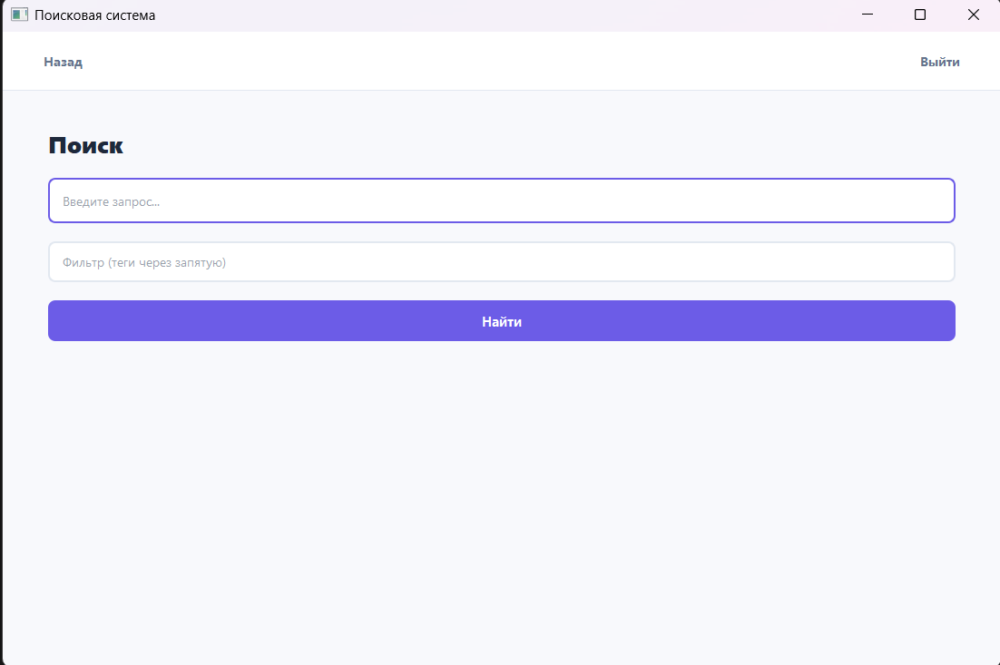 Поисковая система
Назад
Выйти
Поиск
Введите запрос...
Фильтр (теги через запятую)
Найти